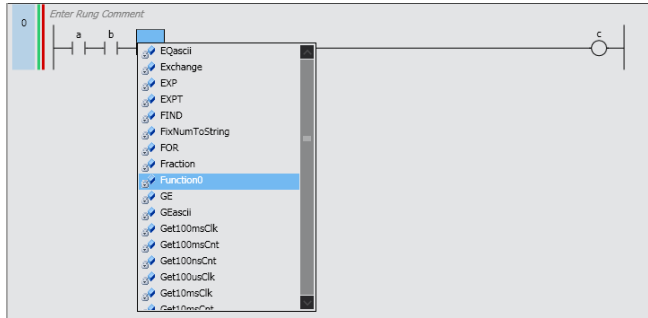 Enter Rung Comment
0
a
b
c
EQascii
Exchange
EXP
EXPT
FIND
FixNumToString
FOR
Fraction
Function0
GE
GEascii
Get100msClk
Get100msCnt
Get100nsCnt
Get100usClk
Get10msClk
Get10msCnt